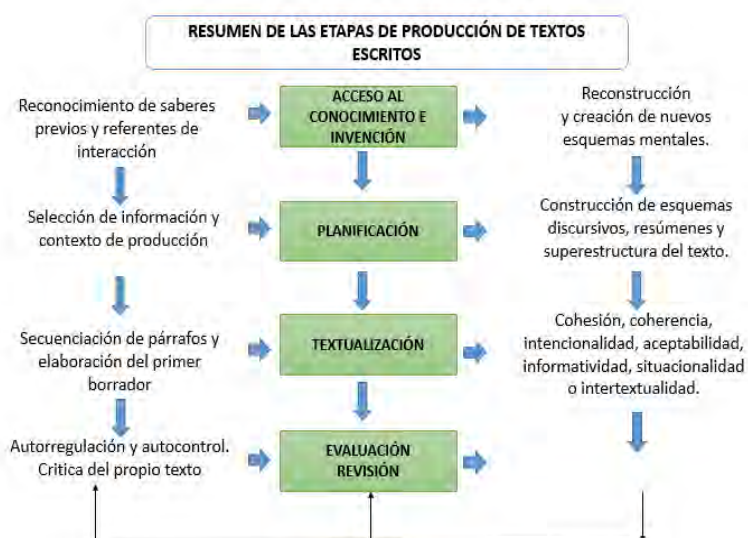 RESUMEN DE LAS ETAPAS DE PRODUCCIÓN DE TEXTOS
ESCRITOS
Reconocimiento de saberes
previos y referentes de
interacción
ACCESO AL
CONOCIMIENTO E
INVENCIÓN
Reconstrucción
y creación de nuevos
esquemas mentales.
Selección de información y
contexto de producción
PLANIFICACIÓN
Construcción de esquemas
discursivos, resúmenes y
superestructura del texto.
Secuenciación de párrafos y
elaboración del primer
borrador
TEXTUALIZACIÓN
Cohesión, coherencia,
intencionalidad, aceptabilidad,
informatividad, situacionalidad
o intertextualidad.
Autorregulación y autocontrol.
Critica del propio texto
EVALUACIÓN
REVISIÓN